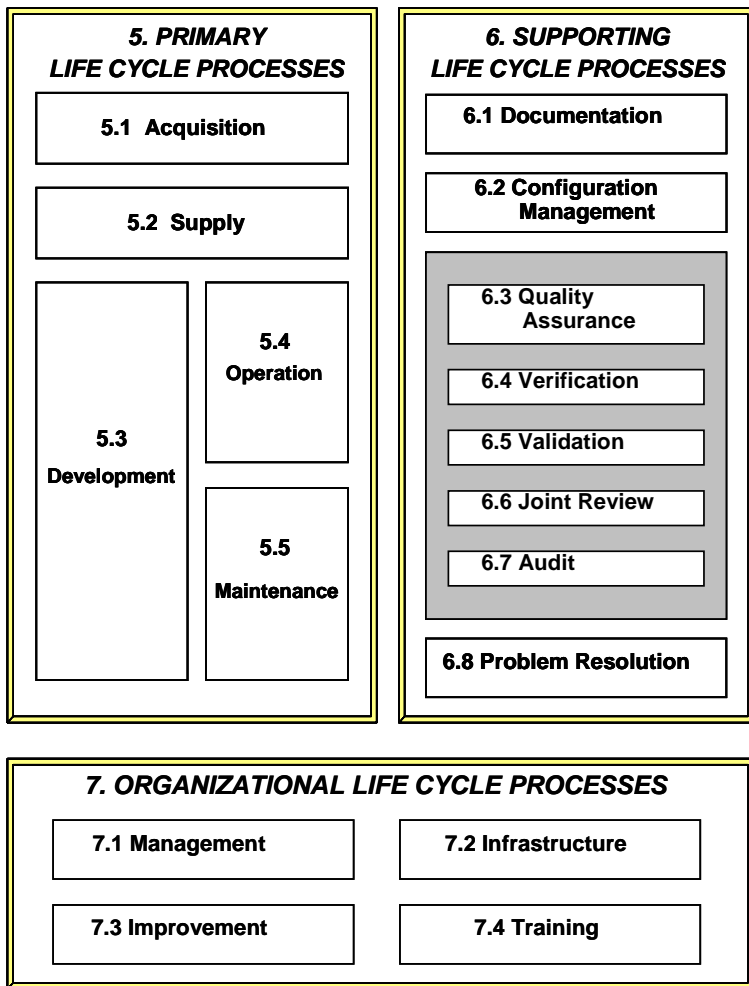 5. PRIMARY
LIFE CYCLE PROCESSES
5.1 Acquisition
5.2 Supply
5.3
Development
5.4
Operation
5.5
Maintenance
6. SUPPORTING
LIFE CYCLE PROCESSES
6.1 Documentation
6.2 Configuration
Management
6.3 Quality
Assurance
6.4 Verification
6.5 Validation
6.6 Joint Review
6.7 Audit
6.8 Problem Resolution
7. ORGANIZATIONAL LIFE CYCLE PROCESSES
7.1 Management
7.2 Infrastructure
7.3 Improvement
7.4 Training